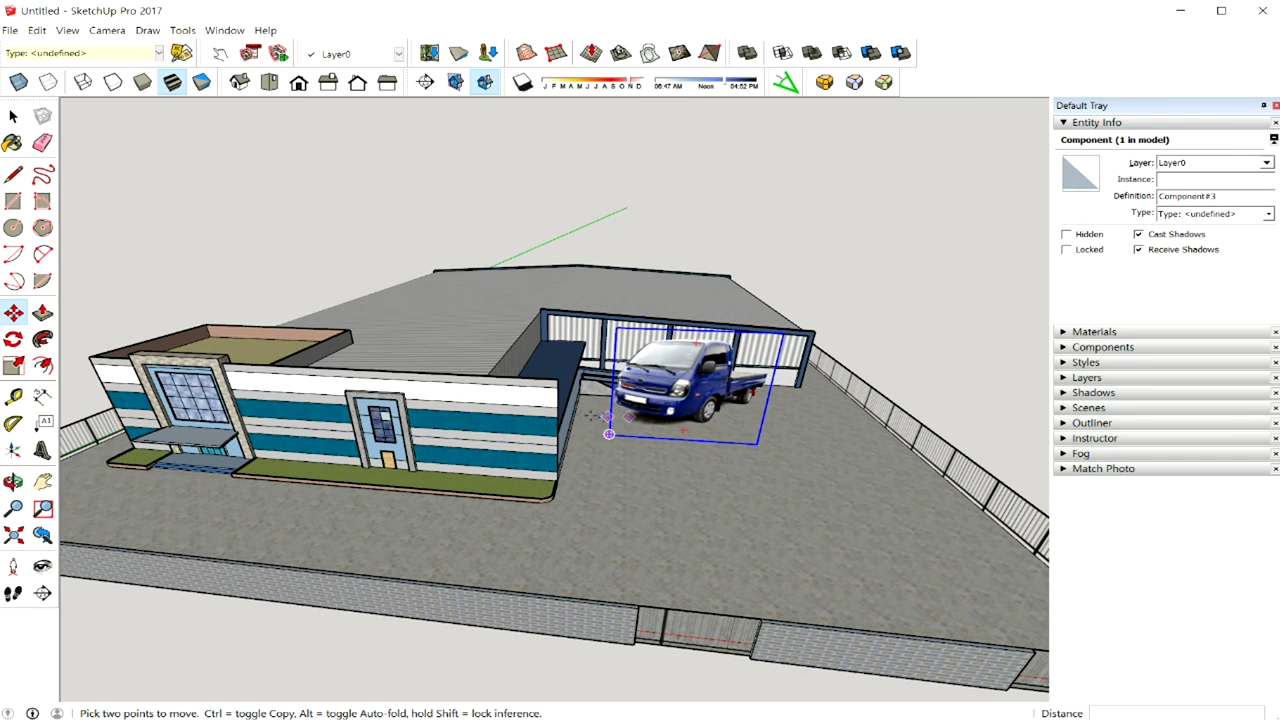 Untitled - SketchUp Pro 2017
File Edit View Camera Draw Tools Window Help
Type: <undefined>
Layer0
J F M A M J J A S O N D
06:47 AM Noon 04:52 PM
Default Tray
Entity Info
Component (1 in model)
Layer: Layer0
Instance:
Definition: Component#3
Type: Type: <undefined>
Hidden Cast Shadows
Locked Receive Shadows
Materials
Components
Styles
Layers
Shadows
Scenes
Outliner
Instructor
Fog
Match Photo
A1
Pick two points to move. Ctrl = toggle Copy, Alt = toggle Auto-fold, hold Shift = lock inference.
Distance